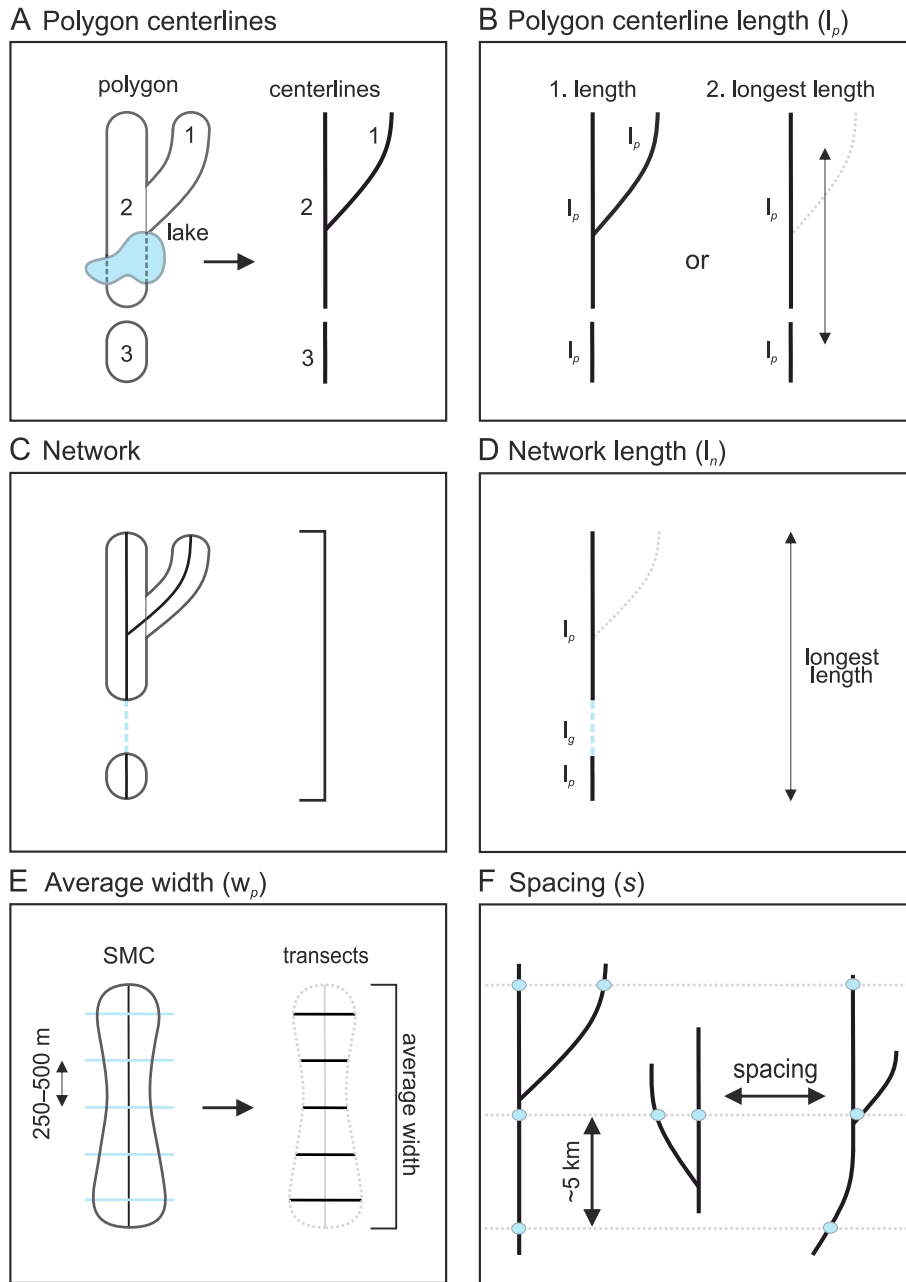 A Polygon centerlines
polygon
centerlines
1
1
2
2
lake
3
3
B Polygon centerline length (lₚ)
1. length
2. longest length
lₚ
lₚ
lₚ
or
lₚ
lₚ
C Network
D Network length (lₙ)
lₚ
longest
length
l_g
lₚ
E Average width (wₚ)
SMC
transects
250–500 m
average width
F Spacing (s)
spacing
~5 km